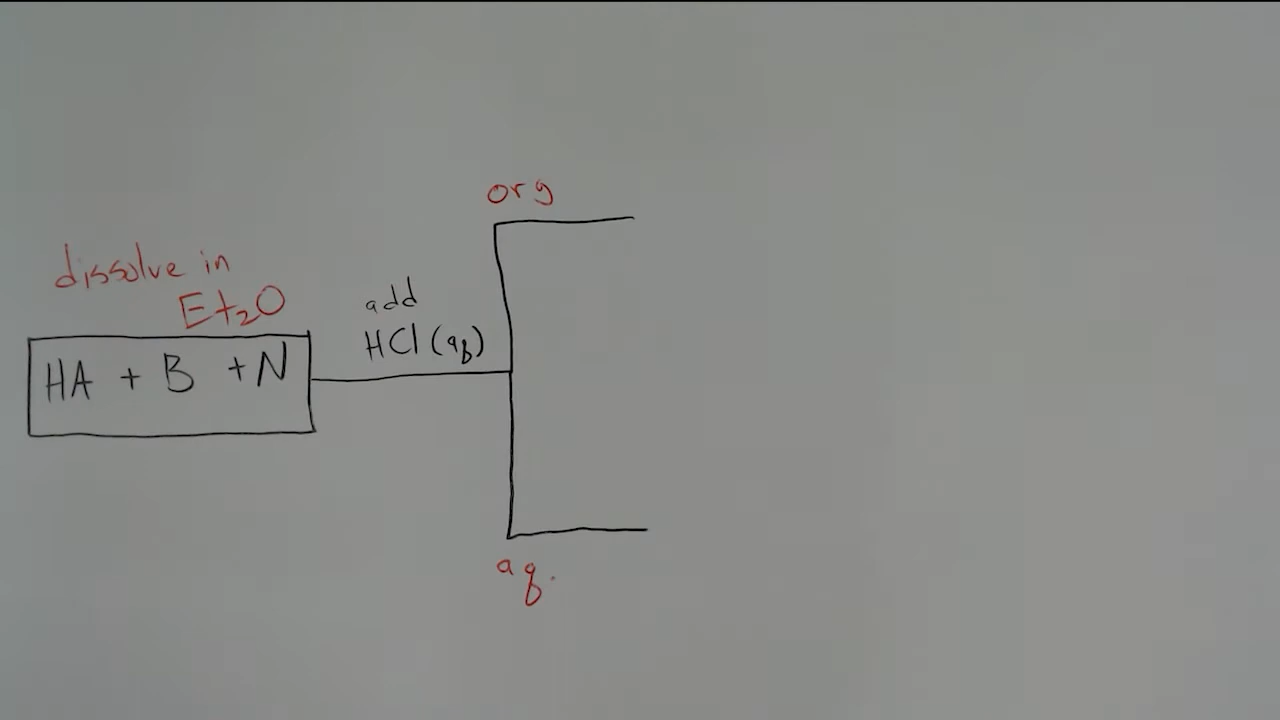 org
dissolve in
Et₂O
add
HCl (aq)
HA + B + N
aq.